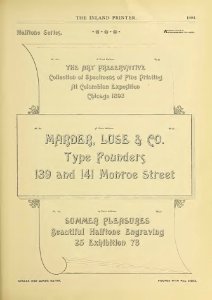 THE INLAND PRINTER.
Halftone Series.
THE ART PRESERVATIVE
Collection of Specimens of Fine Printing
At Columbian Exposition
Chicago 1893
MARDER, LUSE & CO.
Type Founders
139 and 141 Monroe Street
SUMMER PLEASURES
Beautiful Halftone Engraving
25 Exhibition 78